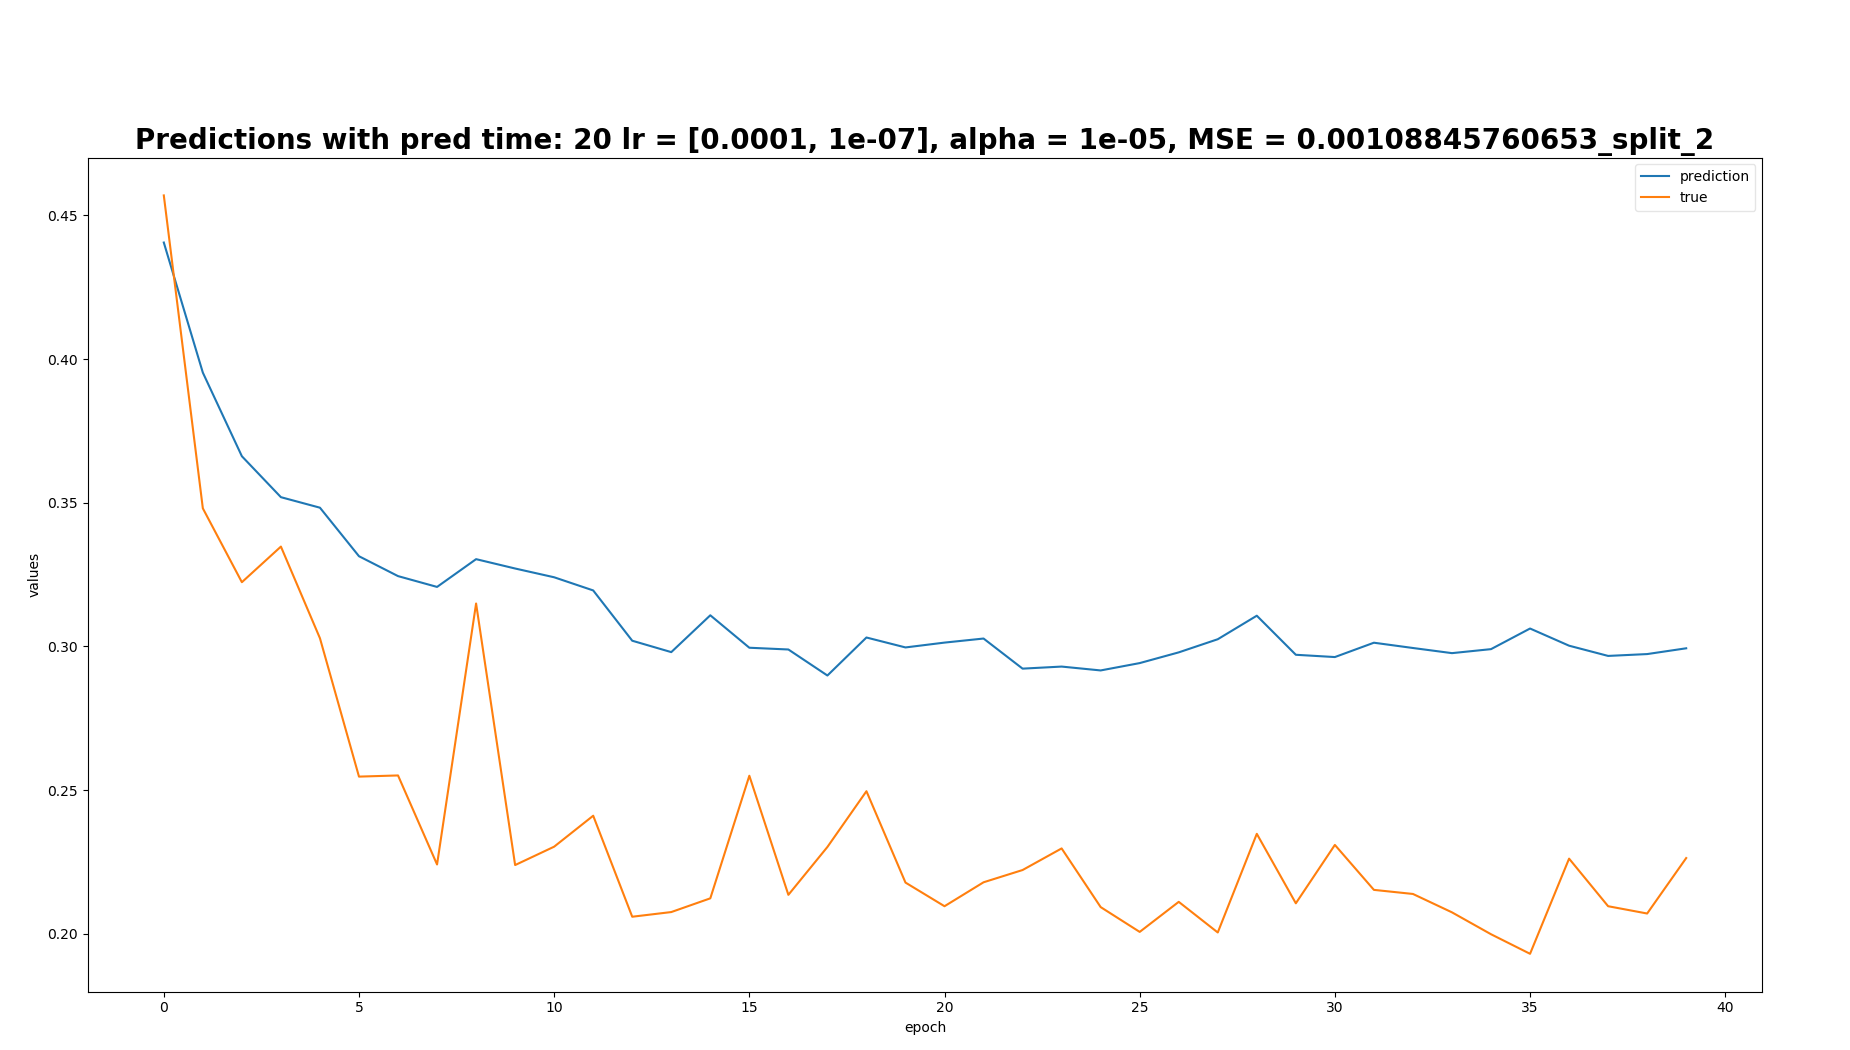 Predictions with pred time: 20 lr = [0.0001, 1e-07], alpha = 1e-05, MSE = 0.00108845760653_split_2
prediction
true
0.45
0.40
0.35
0.30
0.25
0.20
values
0 5 10 15 20 25 30 35 40
epoch